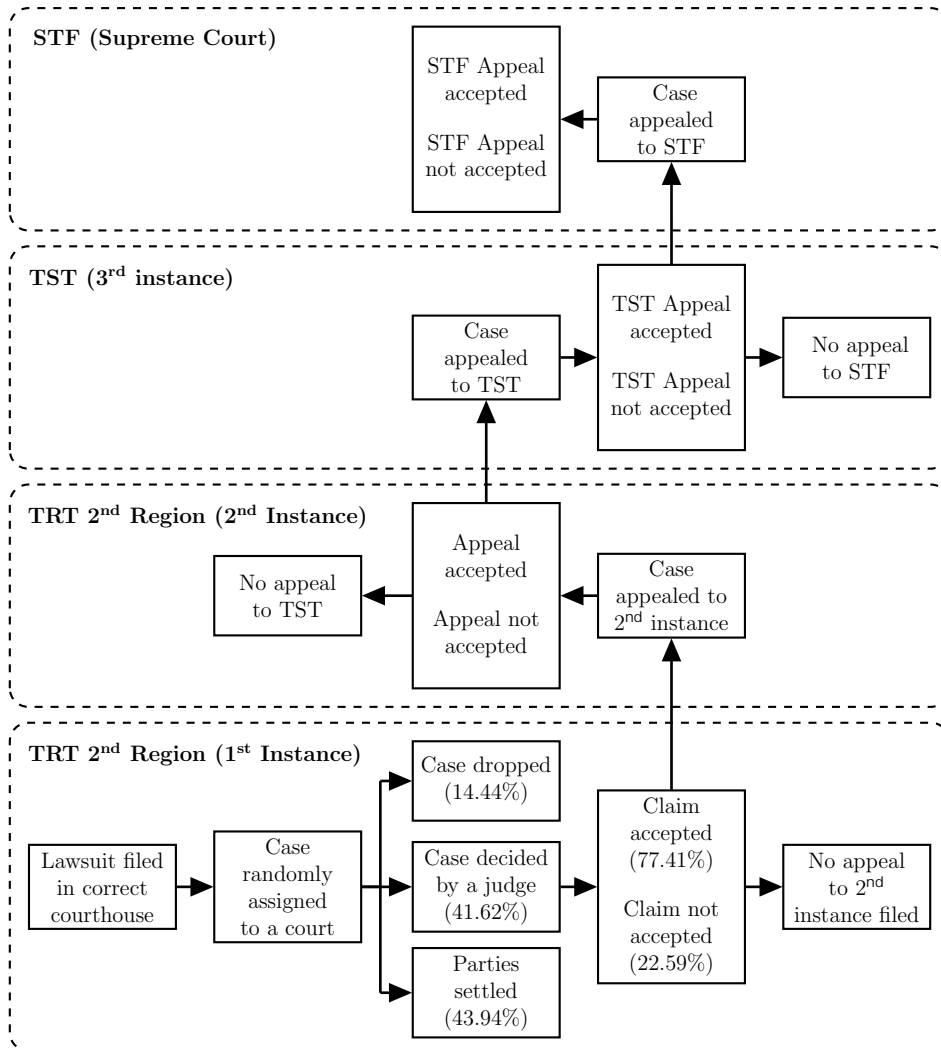 STF (Supreme Court)
STF Appeal
accepted
STF Appeal
not accepted
Case
appealed
to STF
TST (3rd instance)
Case
appealed
to TST
TST Appeal
accepted
TST Appeal
not accepted
No appeal
to STF
TRT 2nd Region (2nd Instance)
No appeal
to TST
Appeal
accepted
Appeal not
accepted
Case
appealed to
2nd instance
TRT 2nd Region (1st Instance)
Lawsuit filed
in correct
courthouse
Case
randomly
assigned
to a court
Case dropped
(14.44%)
Case decided
by a judge
(41.62%)
Parties
settled
(43.94%)
Claim
accepted
(77.41%)
Claim not
accepted
(22.59%)
No appeal
to 2nd
instance filed